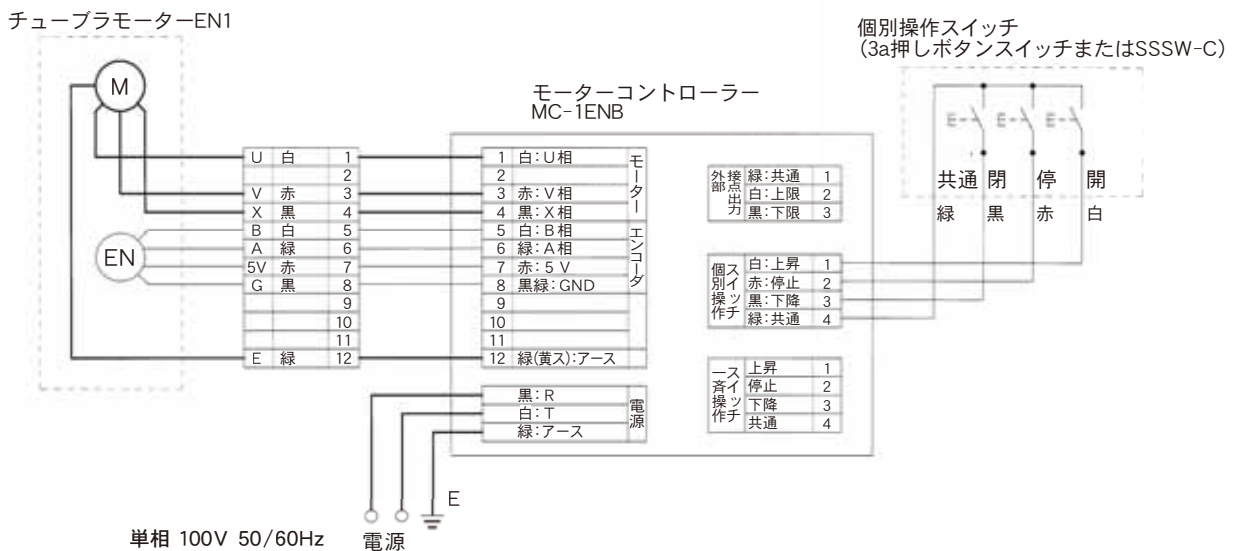 チューブラモーターEN1
M
EN
U 白 1
2
V 赤 3
X 黒 4
B 白 5
A 緑 6
5V 赤 7
G 黒 8
9
10
11
E 緑 12
モーターコントローラー
MC-1ENB
1 白:U相
2
3 赤:V相
4 黒:X相
モーター
5 白:B相
6 緑:A相
7 赤:5 V
8 黒緑:GND
エンコーダ
9
10
11
12 緑(黄ス):アース
黒:R
白:T
緑:アース
電源
外部接点出力
緑:共通 1
白:上限 2
黒:下限 3
個別操作スイッチ
白:上昇 1
赤:停止 2
黒:下降 3
緑:共通 4
一斉操作スイッチ
上昇 1
停止 2
下降 3
共通 4
個別操作スイッチ
(3a押しボタンスイッチまたはSSSW-C)
共通 閉 停 開
緑 黒 赤 白
E
単相 100V 50/60Hz
電源